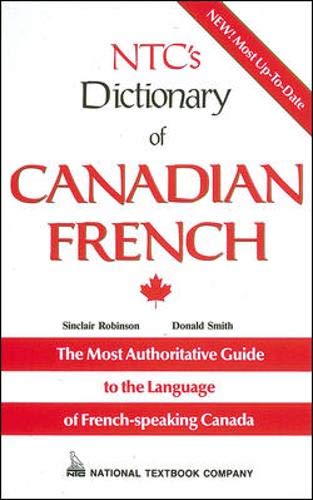 NEW! Most Up-To-Date
NTC's
Dictionary
of
CANADIAN
FRENCH
Sinclair Robinson Donald Smith
The Most Authoritative Guide
to the Language
of French-speaking Canada
NTC NATIONAL TEXTBOOK COMPANY